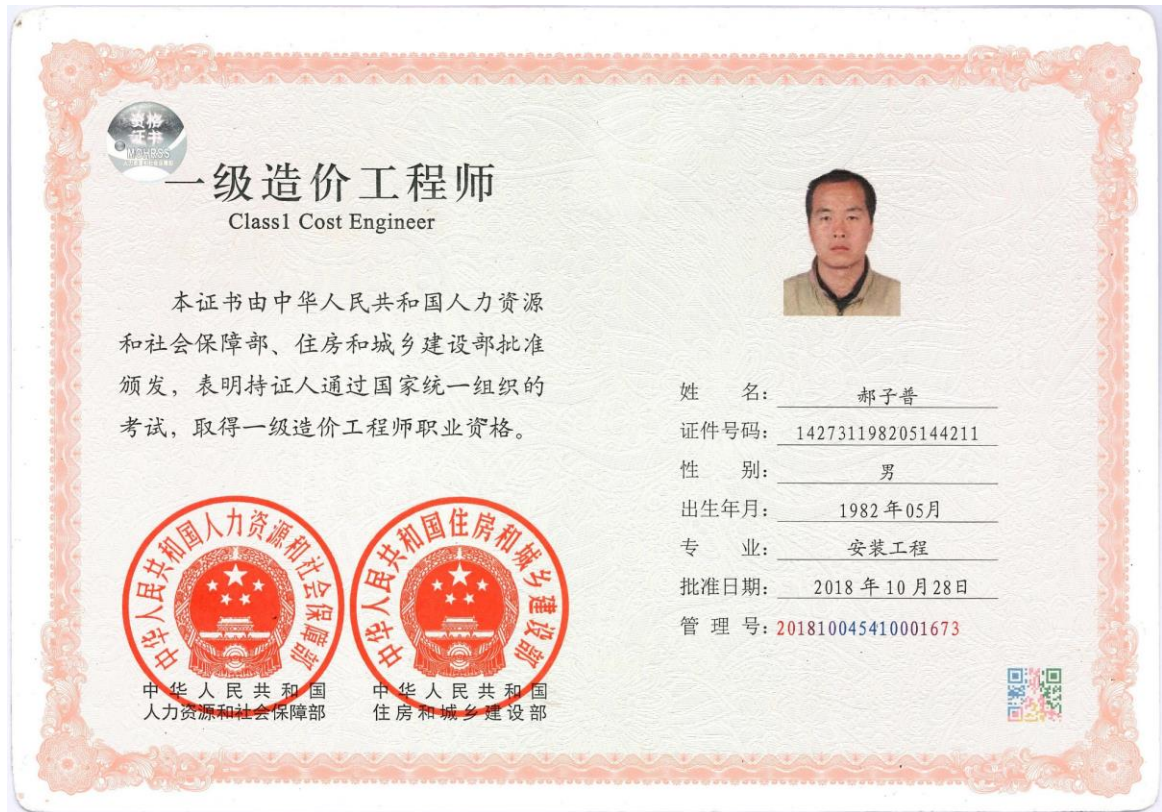 资格
证书
MOHRSS
一级造价工程师
Class1 Cost Engineer
本证书由中华人民共和国人力资源
和社会保障部、住房和城乡建设部批准
颁发，表明持证人通过国家统一组织的
考试，取得一级造价工程师职业资格。
中华人民共和国人力资源和社会保障部
中华人民共和国住房和城乡建设部
中华人民共和国
人力资源和社会保障部
中华人民共和国
住房和城乡建设部
姓 名： 郝子普
证件号码： 142731198205144211
性 别： 男
出生年月： 1982年05月
专 业： 安装工程
批准日期： 2018年10月28日
管 理 号： 201810045410001673